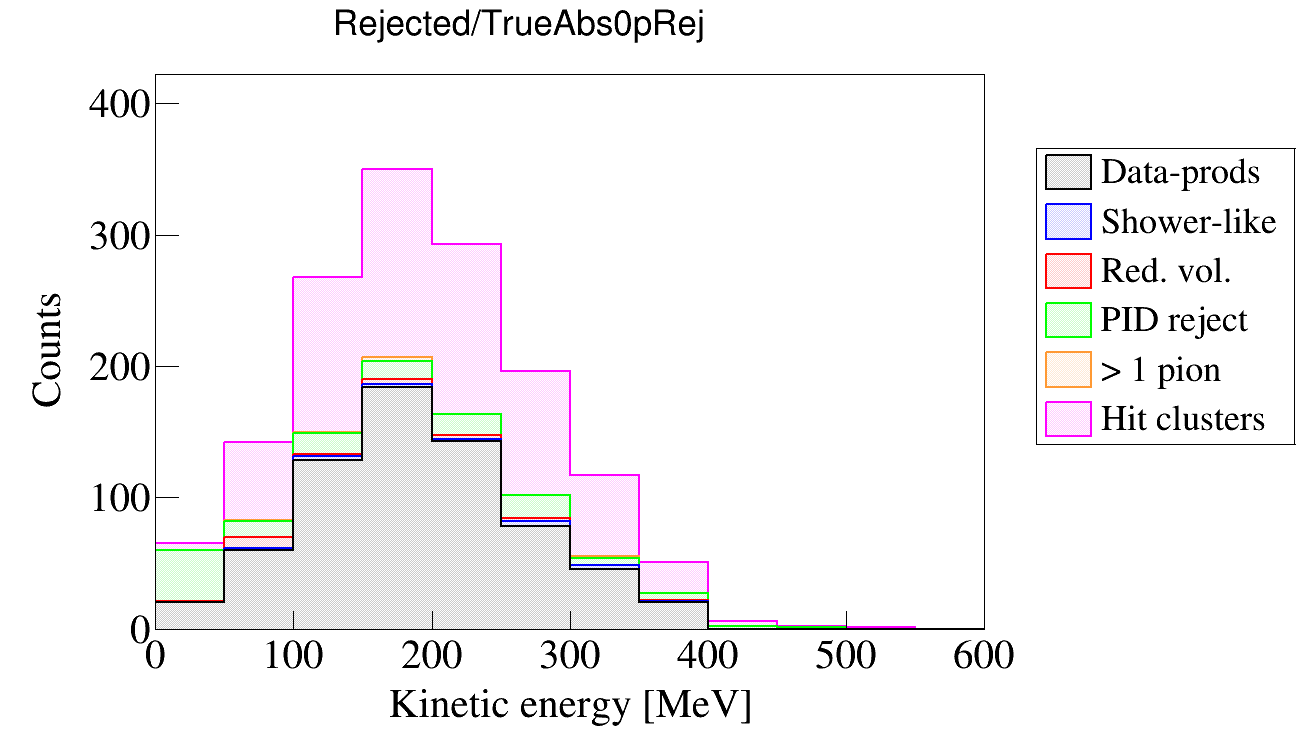 Rejected/TrueAbs0pRej
400
300
200
100
0
Counts
0 100 200 300 400 500 600
Kinetic energy [MeV]
Data-prods
Shower-like
Red. vol.
PID reject
> 1 pion
Hit clusters